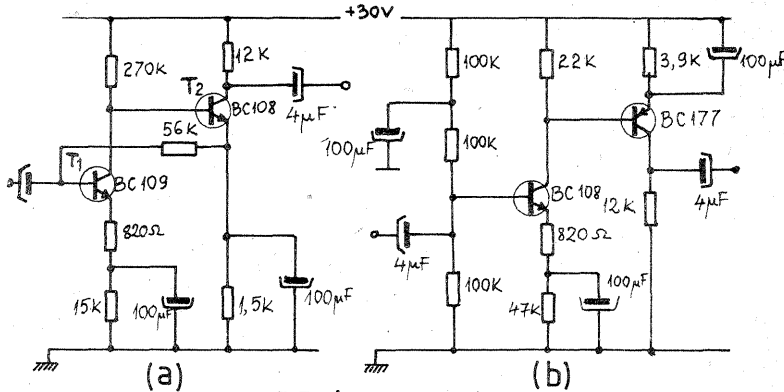 +30V
270K
12K
T2
BC108
4µF
56K
T1
BC109
820Ω
15K
100µF
1,5K
100µF
(a)
100K
22K
3,9K
100µF
100µF
100K
BC177
BC108
12K
4µF
820Ω
4µF
100K
47K
100µF
(b)